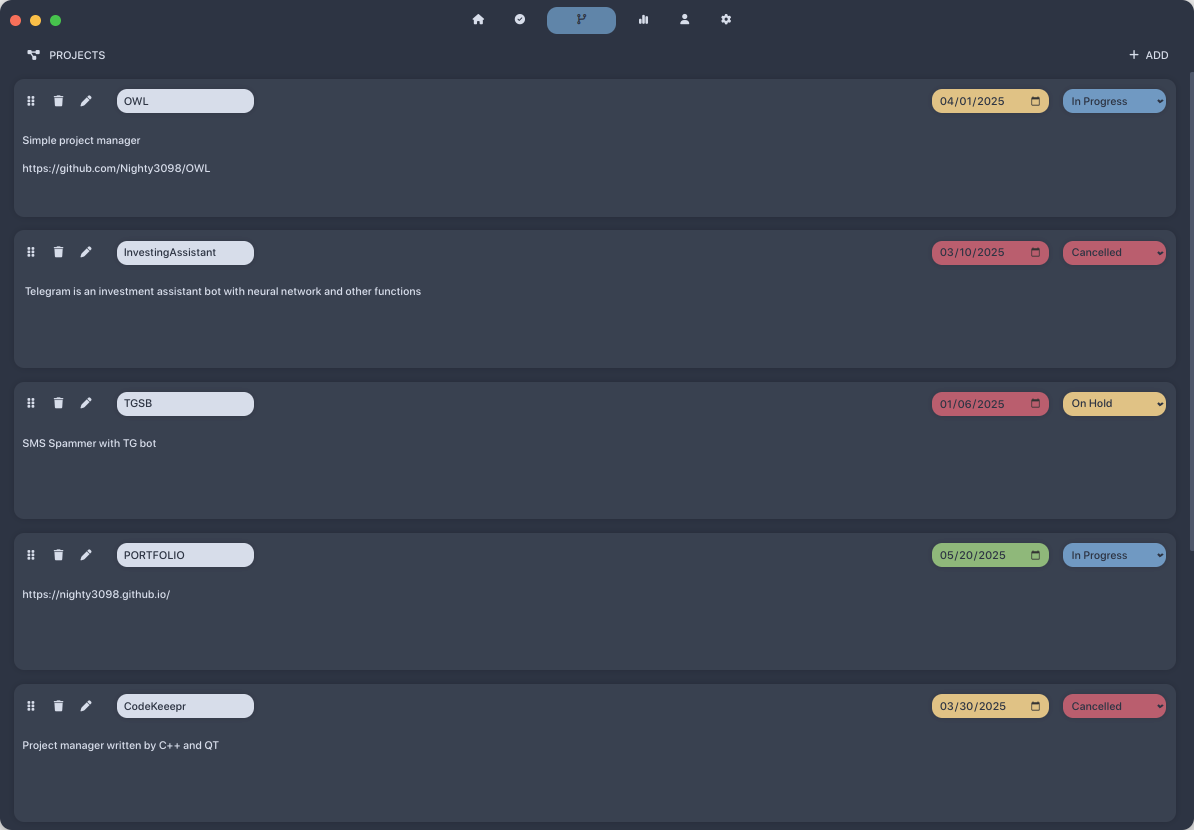 PROJECTS
ADD
OWL
04/01/2025
In Progress
Simple project manager
https://github.com/Nighty3098/OWL
InvestingAssistant
03/10/2025
Cancelled
Telegram is an investment assistant bot with neural network and other functions
TGSB
01/06/2025
On Hold
SMS Spammer with TG bot
PORTFOLIO
05/20/2025
In Progress
https://nighty3098.github.io/
CodeKeeepr
03/30/2025
Cancelled
Project manager written by C++ and QT